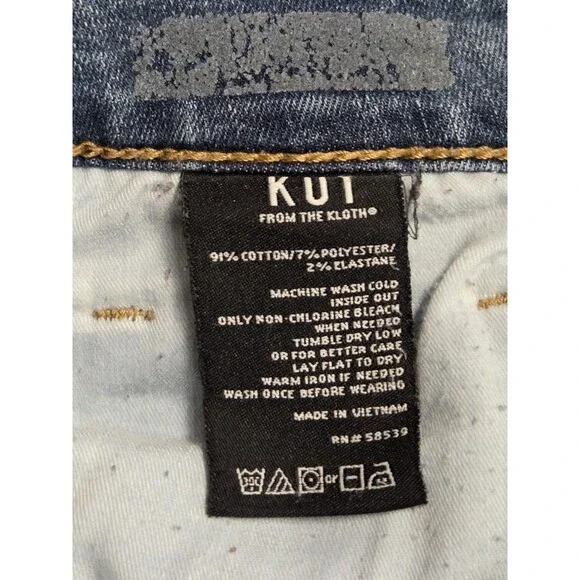 KUT
FROM THE KLOTH®
91% COTTON/7% POLYESTER/
2% ELASTANE
MACHINE WASH COLD
INSIDE OUT
ONLY NON-CHLORINE BLEACH
WHEN NEEDED
TUMBLE DRY LOW
OR FOR BETTER CARE
LAY FLAT TO DRY
WARM IRON IF NEEDED
WASH ONCE BEFORE WEARING
MADE IN VIETNAM
RN# 58539
30C or